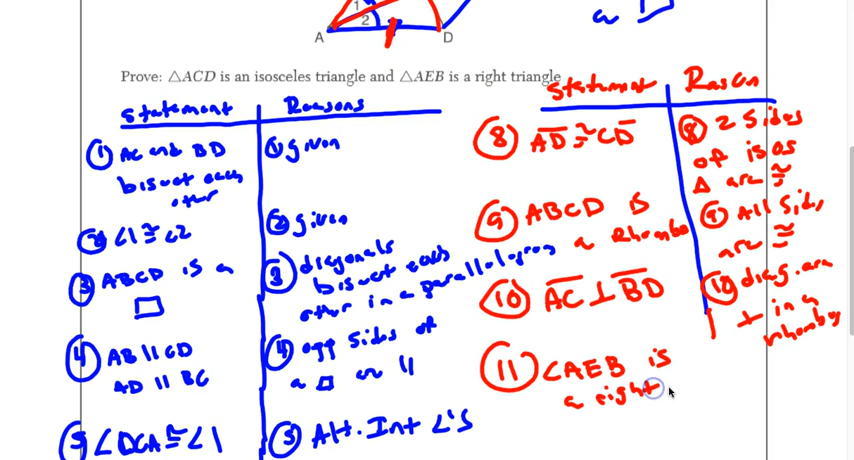 1
2
A
D
a
Prove: △ACD is an isosceles triangle and △AEB is a right triangle
Statement
Reasons
① AC and BD
bisect each
other
① given
② ∠1≅∠2
② given
③ ABCD is a
▱
③ diagonals
bisect each
other in a parallelogram
④ AB || CD
AD || BC
④ opp sides of
a ▱ are ||
⑤ ∠DCA≅∠1
⑤ Alt. Int ∠'s
Statement
Reason
⑧ AD≅CD
⑧ 2 sides
of isos
Δ are ≅
⑨ ABCD is
a Rhombus
⑨ All sides
are ≅
⑩ AC ⊥ BD
⑩ diag. are
⊥ in a
rhombus
⑪ ∠AEB is
a right